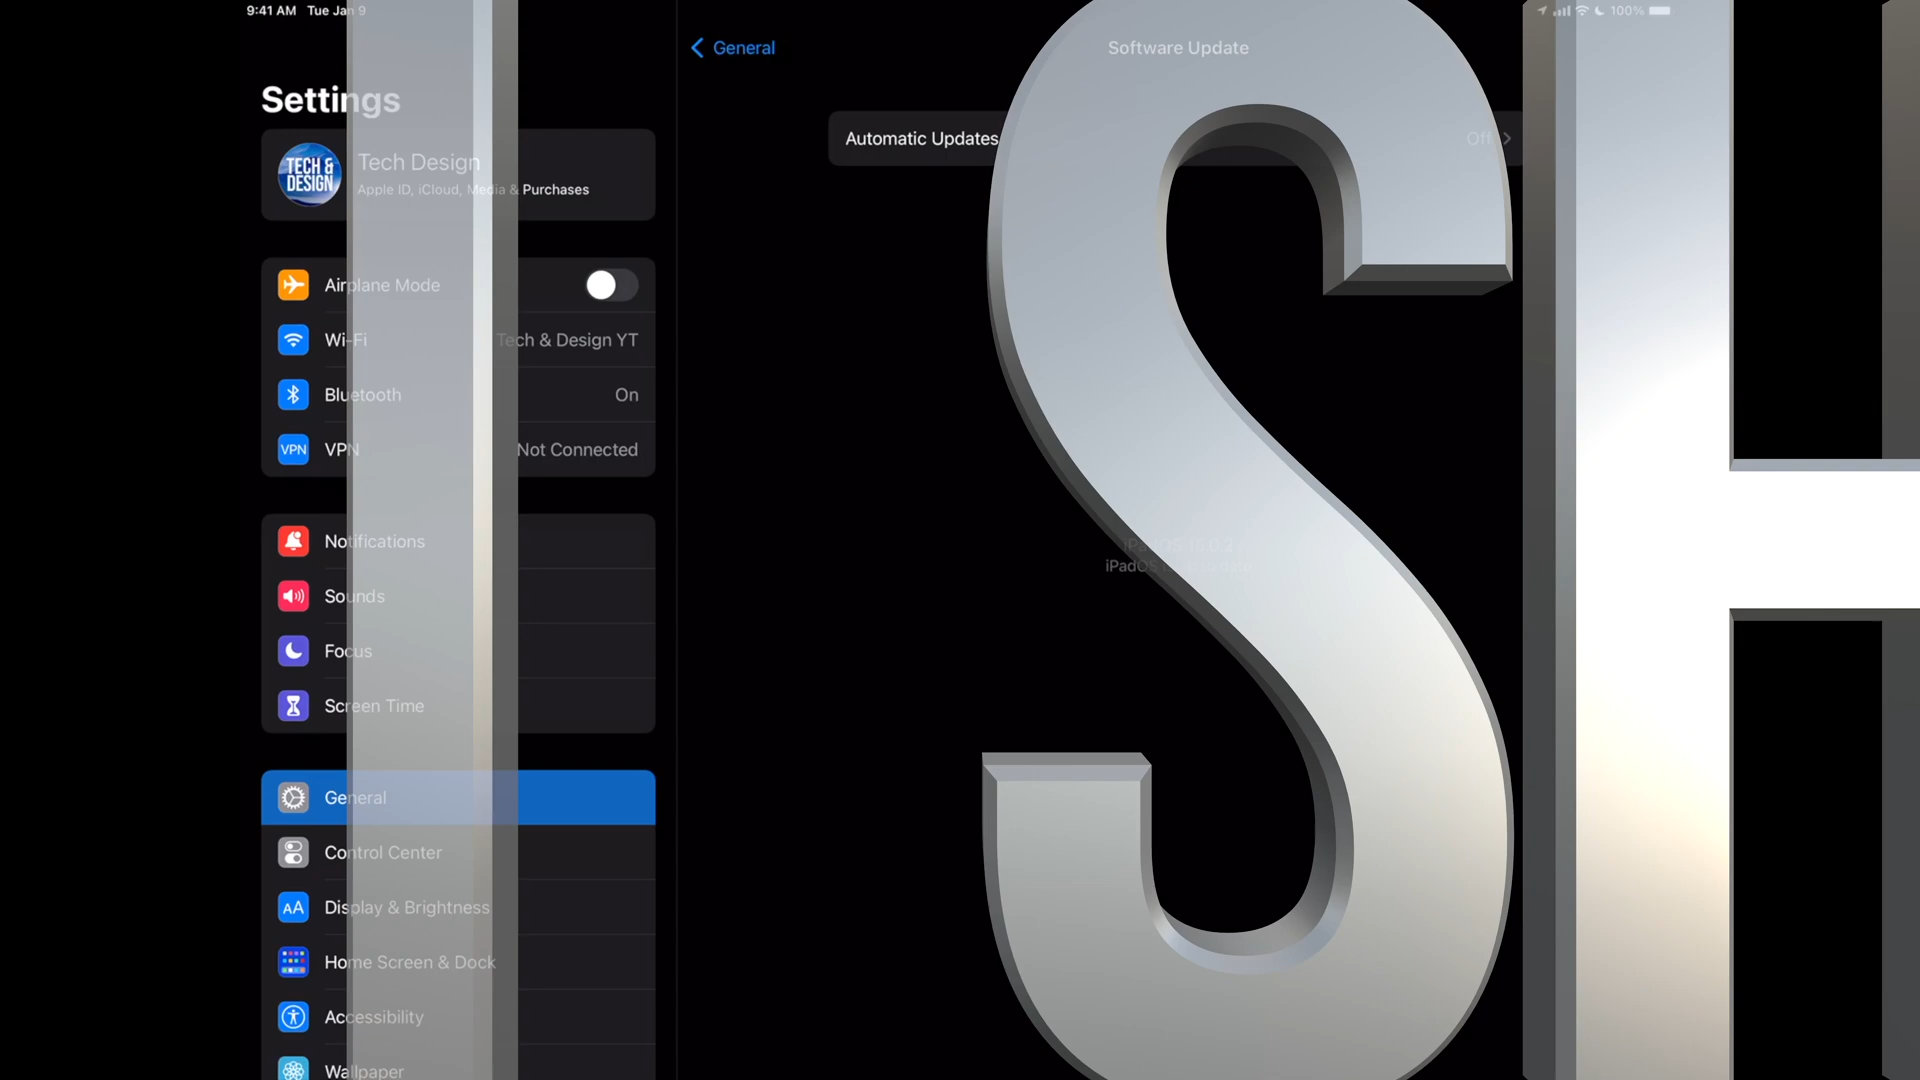 9:41 AM Tue Jan 9
100%
Settings
TECH &
DESIGN
Tech Design
Apple ID, iCloud, Media & Purchases
Airplane Mode
Wi-Fi
Tech & Design YT
Bluetooth
On
VPN
VPN
Not Connected
Notifications
Sounds
Focus
Screen Time
General
Control Center
AA
Display & Brightness
Home Screen & Dock
Accessibility
Wallpaper
General
Software Update
Automatic Updates
Off
iPadOS
SH